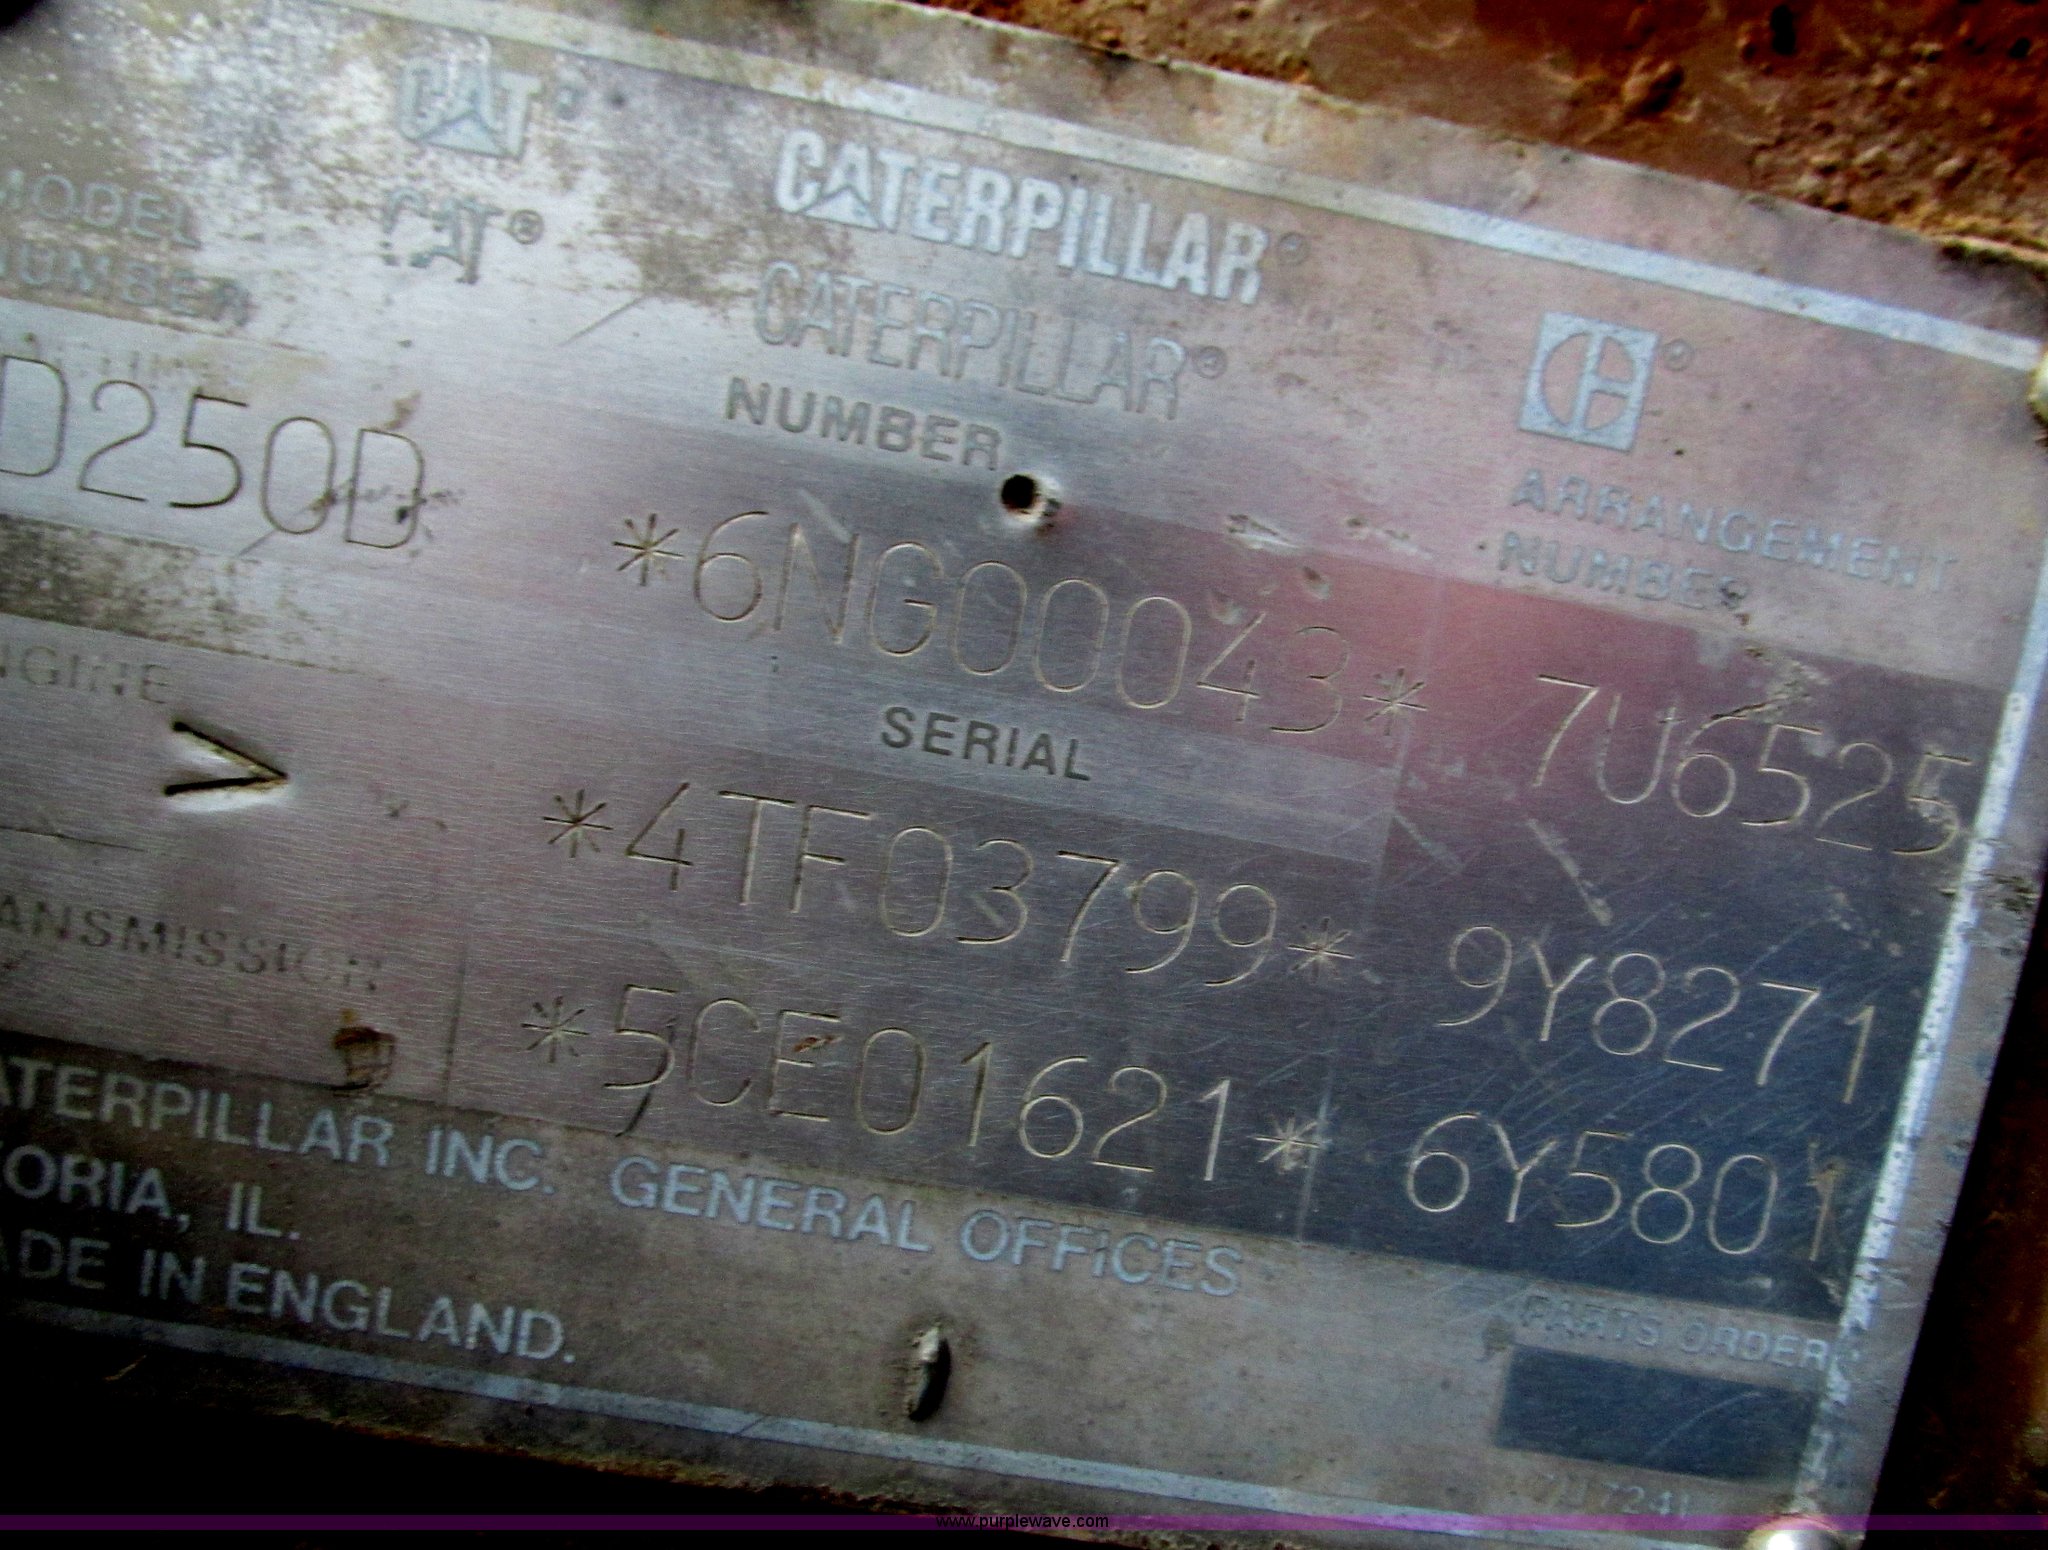 CAT
CATERPILLAR®
MODEL
NUMBER
CAT®
CATERPILLAR®
NUMBER
ARRANGEMENT
NUMBER
D250D
*6NG00043*
7U6525
NGINE
SERIAL
*4TF03799*
9Y8271
ANSMISSION
*5CE01621*
6Y5801
ATERPILLAR INC. GENERAL OFFICES
ORIA, IL.
ADE IN ENGLAND.
PARTS ORDER
www.purplewave.com